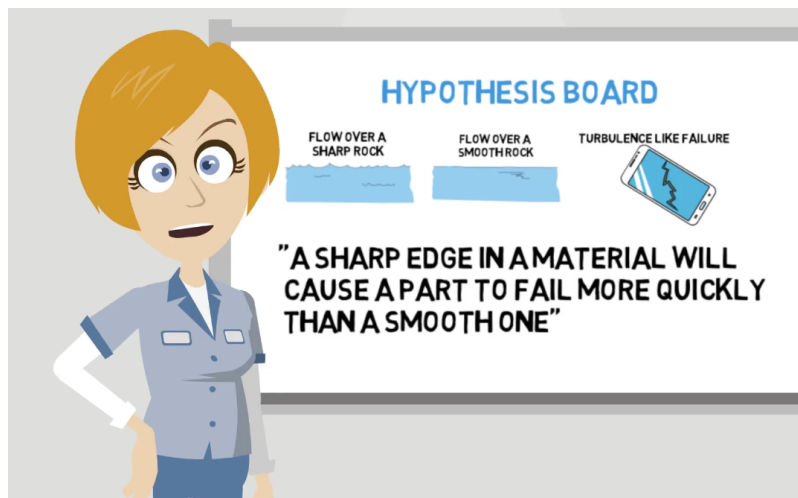 HYPOTHESIS BOARD
FLOW OVER A
SHARP ROCK
FLOW OVER A
SMOOTH ROCK
TURBULENCE LIKE FAILURE
"A SHARP EDGE IN A MATERIAL WILL
CAUSE A PART TO FAIL MORE QUICKLY
THAN A SMOOTH ONE"